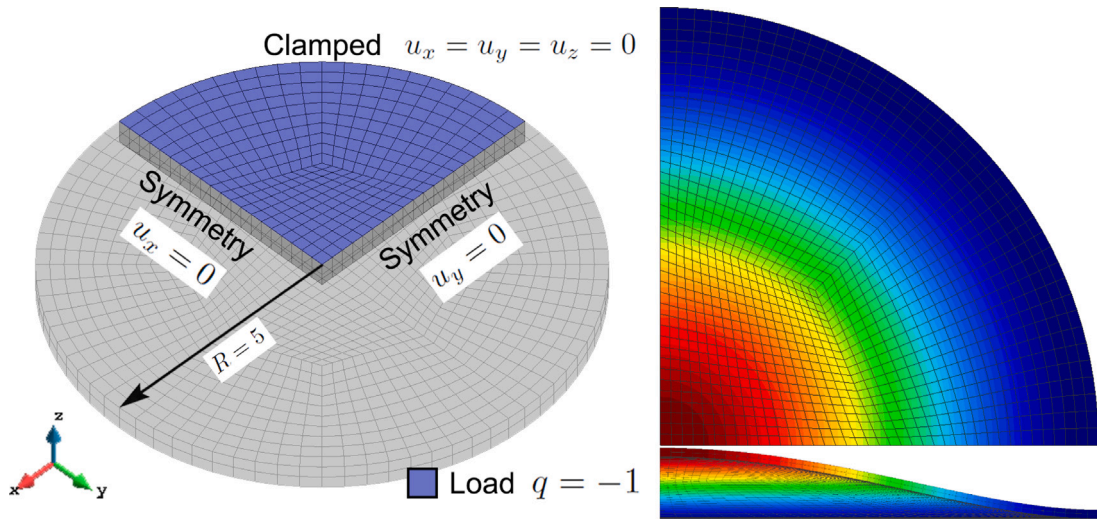 Clamped $u_x = u_y = u_z = 0$
Symmetry
$u_x = 0$
Symmetry
$u_y = 0$
$R = 5$
z
x
y
Load $q = -1$